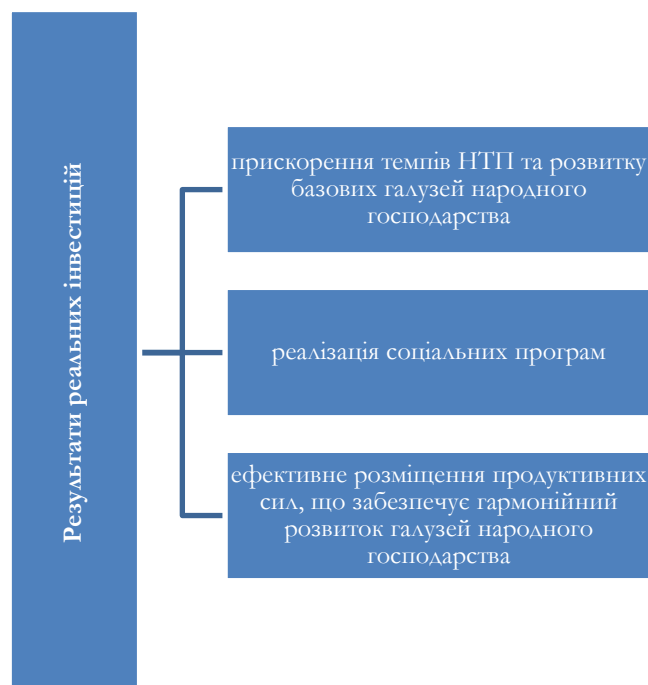 Результати реальних інвестицій
прискорення темпів НТП та розвитку
базових галузей народного
господарства
реалізація соціальних програм
ефективне розміщення продуктивних
сил, що забезпечує гармонійний
розвиток галузей народного
господарства